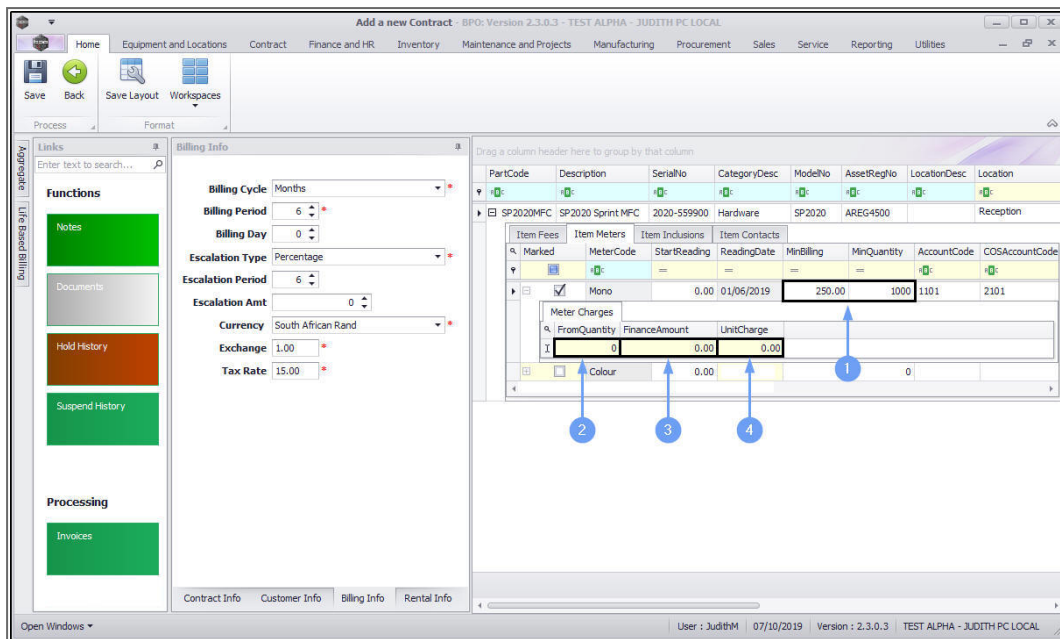 Add a new Contract - BPO: Version 2.3.0.3 - TEST ALPHA - JUDITH PC LOCAL
Home Equipment and Locations Contract Finance and HR Inventory Maintenance and Projects Manufacturing Procurement Sales Service Reporting Utilities
Save Back Save Layout Workspaces
Process Format
Aggregate
Life Based Billing
Links
Enter text to search...
Functions
Notes
Documents
Hold History
Suspend History
Processing
Invoices
Billing Info
Billing Cycle Months *
Billing Period 6 *
Billing Day 0
Escalation Type Percentage *
Escalation Period 6
Escalation Amt 0
Currency South African Rand *
Exchange 1.00 *
Tax Rate 15.00 *
Contract Info Customer Info Billing Info Rental Info
Drag a column header here to group by that column
PartCode Description SerialNo CategoryDesc ModelNo AssetRegNo LocationDesc Location
SP2020MFC SP2020 Sprint MFC 2020-559900 Hardware SP2020 AREG4500 Reception
Item Fees Item Meters Item Inclusions Item Contacts
Marked MeterCode StartReading ReadingDate MinBilling MinQuantity AccountCode COSAccountCode
= = = =
Mono 0.00 01/06/2019 250.00 1000 1101 2101
Meter Charges
FromQuantity FinanceAmount UnitCharge
0 0.00 0.00
Colour 0.00 0
1
2 3 4
Open Windows User : JudithM 07/10/2019 Version : 2.3.0.3 TEST ALPHA - JUDITH PC LOCAL